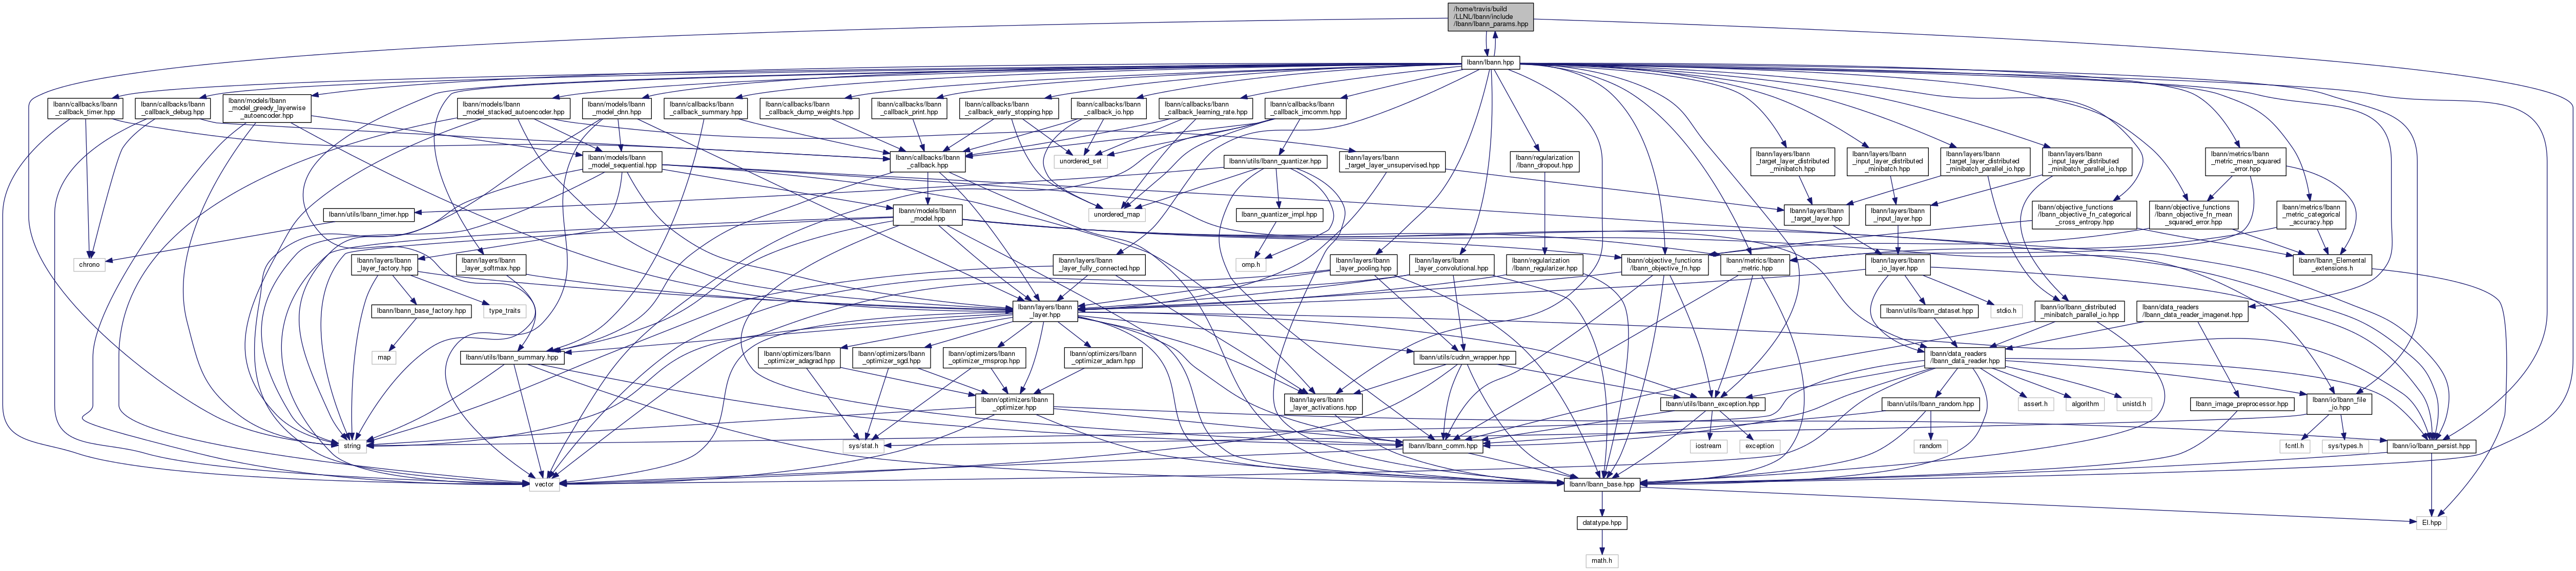 /home/travis/build
/LLNL/lbann/include
/lbann/lbann_params.hpp
lbann/lbann.hpp
lbann/callbacks/lbann
_callback_timer.hpp
lbann/callbacks/lbann
_callback_debug.hpp
lbann/models/lbann
_model_greedy_layerwise
_autoencoder.hpp
lbann/models/lbann
_model_stacked_autoencoder.hpp
lbann/models/lbann
_model_dnn.hpp
lbann/callbacks/lbann
_callback_summary.hpp
lbann/callbacks/lbann
_callback_dump_weights.hpp
lbann/callbacks/lbann
_callback_print.hpp
lbann/callbacks/lbann
_callback_early_stopping.hpp
lbann/callbacks/lbann
_callback_io.hpp
lbann/callbacks/lbann
_callback_learning_rate.hpp
lbann/callbacks/lbann
_callback_imcomm.hpp
lbann/models/lbann
_model_sequential.hpp
lbann/callbacks/lbann
_callback.hpp
unordered_set
lbann/utils/lbann_quantizer.hpp
lbann/layers/lbann
_target_layer_unsupervised.hpp
lbann/regularization
/lbann_dropout.hpp
lbann/layers/lbann
_target_layer_distributed
_minibatch.hpp
lbann/layers/lbann
_input_layer_distributed
_minibatch.hpp
lbann/layers/lbann
_target_layer_distributed
_minibatch_parallel_io.hpp
lbann/layers/lbann
_input_layer_distributed
_minibatch_parallel_io.hpp
lbann/metrics/lbann
_metric_mean_squared
_error.hpp
lbann/utils/lbann_timer.hpp
lbann/models/lbann
_model.hpp
unordered_map
lbann_quantizer_impl.hpp
lbann/layers/lbann
_target_layer.hpp
lbann/layers/lbann
_input_layer.hpp
lbann/objective_functions
/lbann_objective_fn_categorical
_cross_entropy.hpp
lbann/objective_functions
/lbann_objective_fn_mean
_squared_error.hpp
lbann/metrics/lbann
_metric_categorical
_accuracy.hpp
chrono
lbann/layers/lbann
_layer_factory.hpp
lbann/layers/lbann
_layer_softmax.hpp
lbann/layers/lbann
_layer_fully_connected.hpp
omp.h
lbann/layers/lbann
_layer_pooling.hpp
lbann/layers/lbann
_layer_convolutional.hpp
lbann/regularization
/lbann_regularizer.hpp
lbann/objective_functions
/lbann_objective_fn.hpp
lbann/metrics/lbann
_metric.hpp
lbann/layers/lbann
_io_layer.hpp
lbann/lbann_Elemental
_extensions.h
lbann/lbann_base_factory.hpp
type_traits
lbann/layers/lbann
_layer.hpp
lbann/utils/lbann_dataset.hpp
stdio.h
lbann/io/lbann_distributed
_minibatch_parallel_io.hpp
lbann/data_readers
/lbann_data_reader_imagenet.hpp
map
lbann/utils/lbann_summary.hpp
lbann/optimizers/lbann
_optimizer_adagrad.hpp
lbann/optimizers/lbann
_optimizer_sgd.hpp
lbann/optimizers/lbann
_optimizer_rmsprop.hpp
lbann/optimizers/lbann
_optimizer_adam.hpp
lbann/utils/cudnn_wrapper.hpp
lbann/data_readers
/lbann_data_reader.hpp
lbann/optimizers/lbann
_optimizer.hpp
lbann/layers/lbann
_layer_activations.hpp
lbann/utils/lbann_exception.hpp
lbann/utils/lbann_random.hpp
assert.h
algorithm
unistd.h
lbann_image_preprocessor.hpp
lbann/io/lbann_file
_io.hpp
string
sys/stat.h
lbann/lbann_comm.hpp
iostream
exception
random
fcntl.h
sys/types.h
lbann/io/lbann_persist.hpp
vector
lbann/lbann_base.hpp
datatype.hpp
El.hpp
math.h